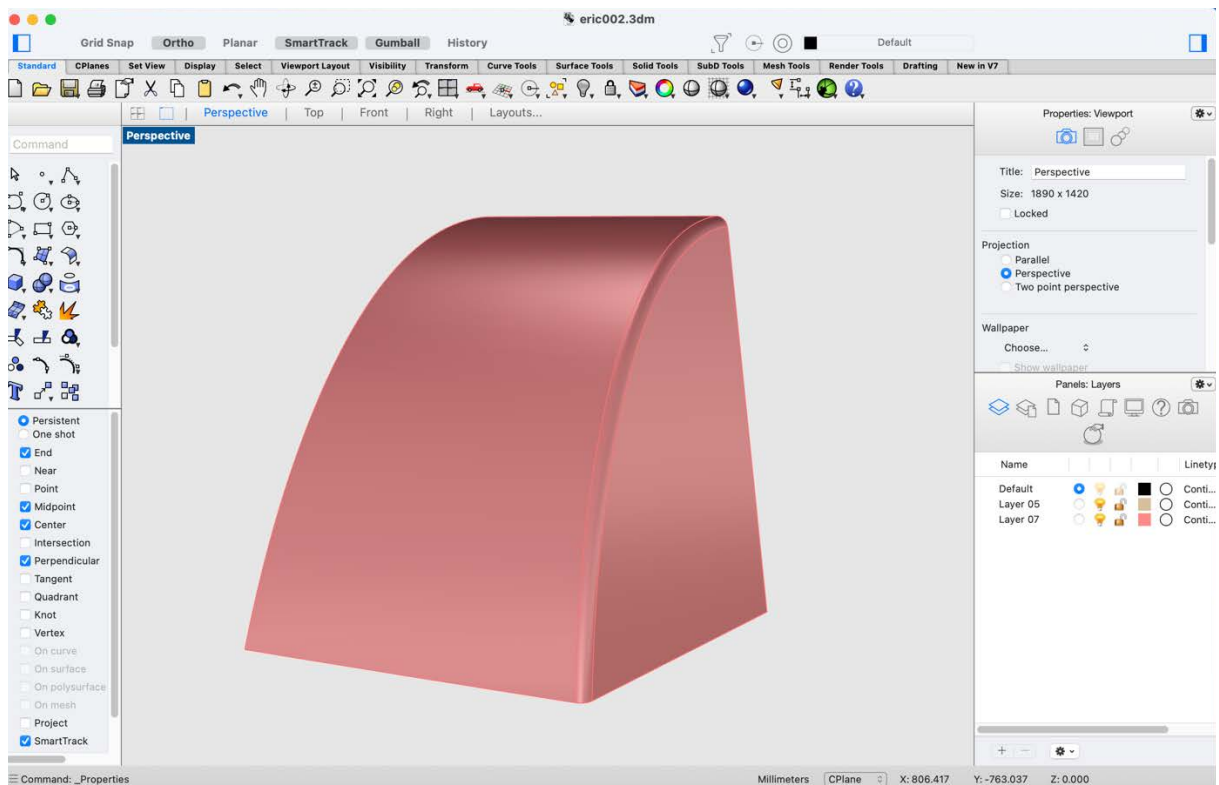 eric002.3dm
Grid Snap Ortho Planar SmartTrack Gumball History Default
Standard CPlanes Set View Display Select Viewport Layout Visibility Transform Curve Tools Surface Tools Solid Tools SubD Tools Mesh Tools Render Tools Drafting New in V7
Perspective | Top | Front | Right | Layouts...
Properties: Viewport
Command
Perspective
Title: Perspective
Size: 1890 x 1420
Locked
Projection
Parallel
Perspective
Two point perspective
Wallpaper
Choose...
Show wallpaper
Panels: Layers
Name Linetyp
Default Conti...
Layer 05 Conti...
Layer 07 Conti...
Persistent
One shot
End
Near
Point
Midpoint
Center
Intersection
Perpendicular
Tangent
Quadrant
Knot
Vertex
On curve
On surface
On polysurface
On mesh
Project
SmartTrack
Command: _Properties
Millimeters CPlane X: 806.417 Y: -763.037 Z: 0.000